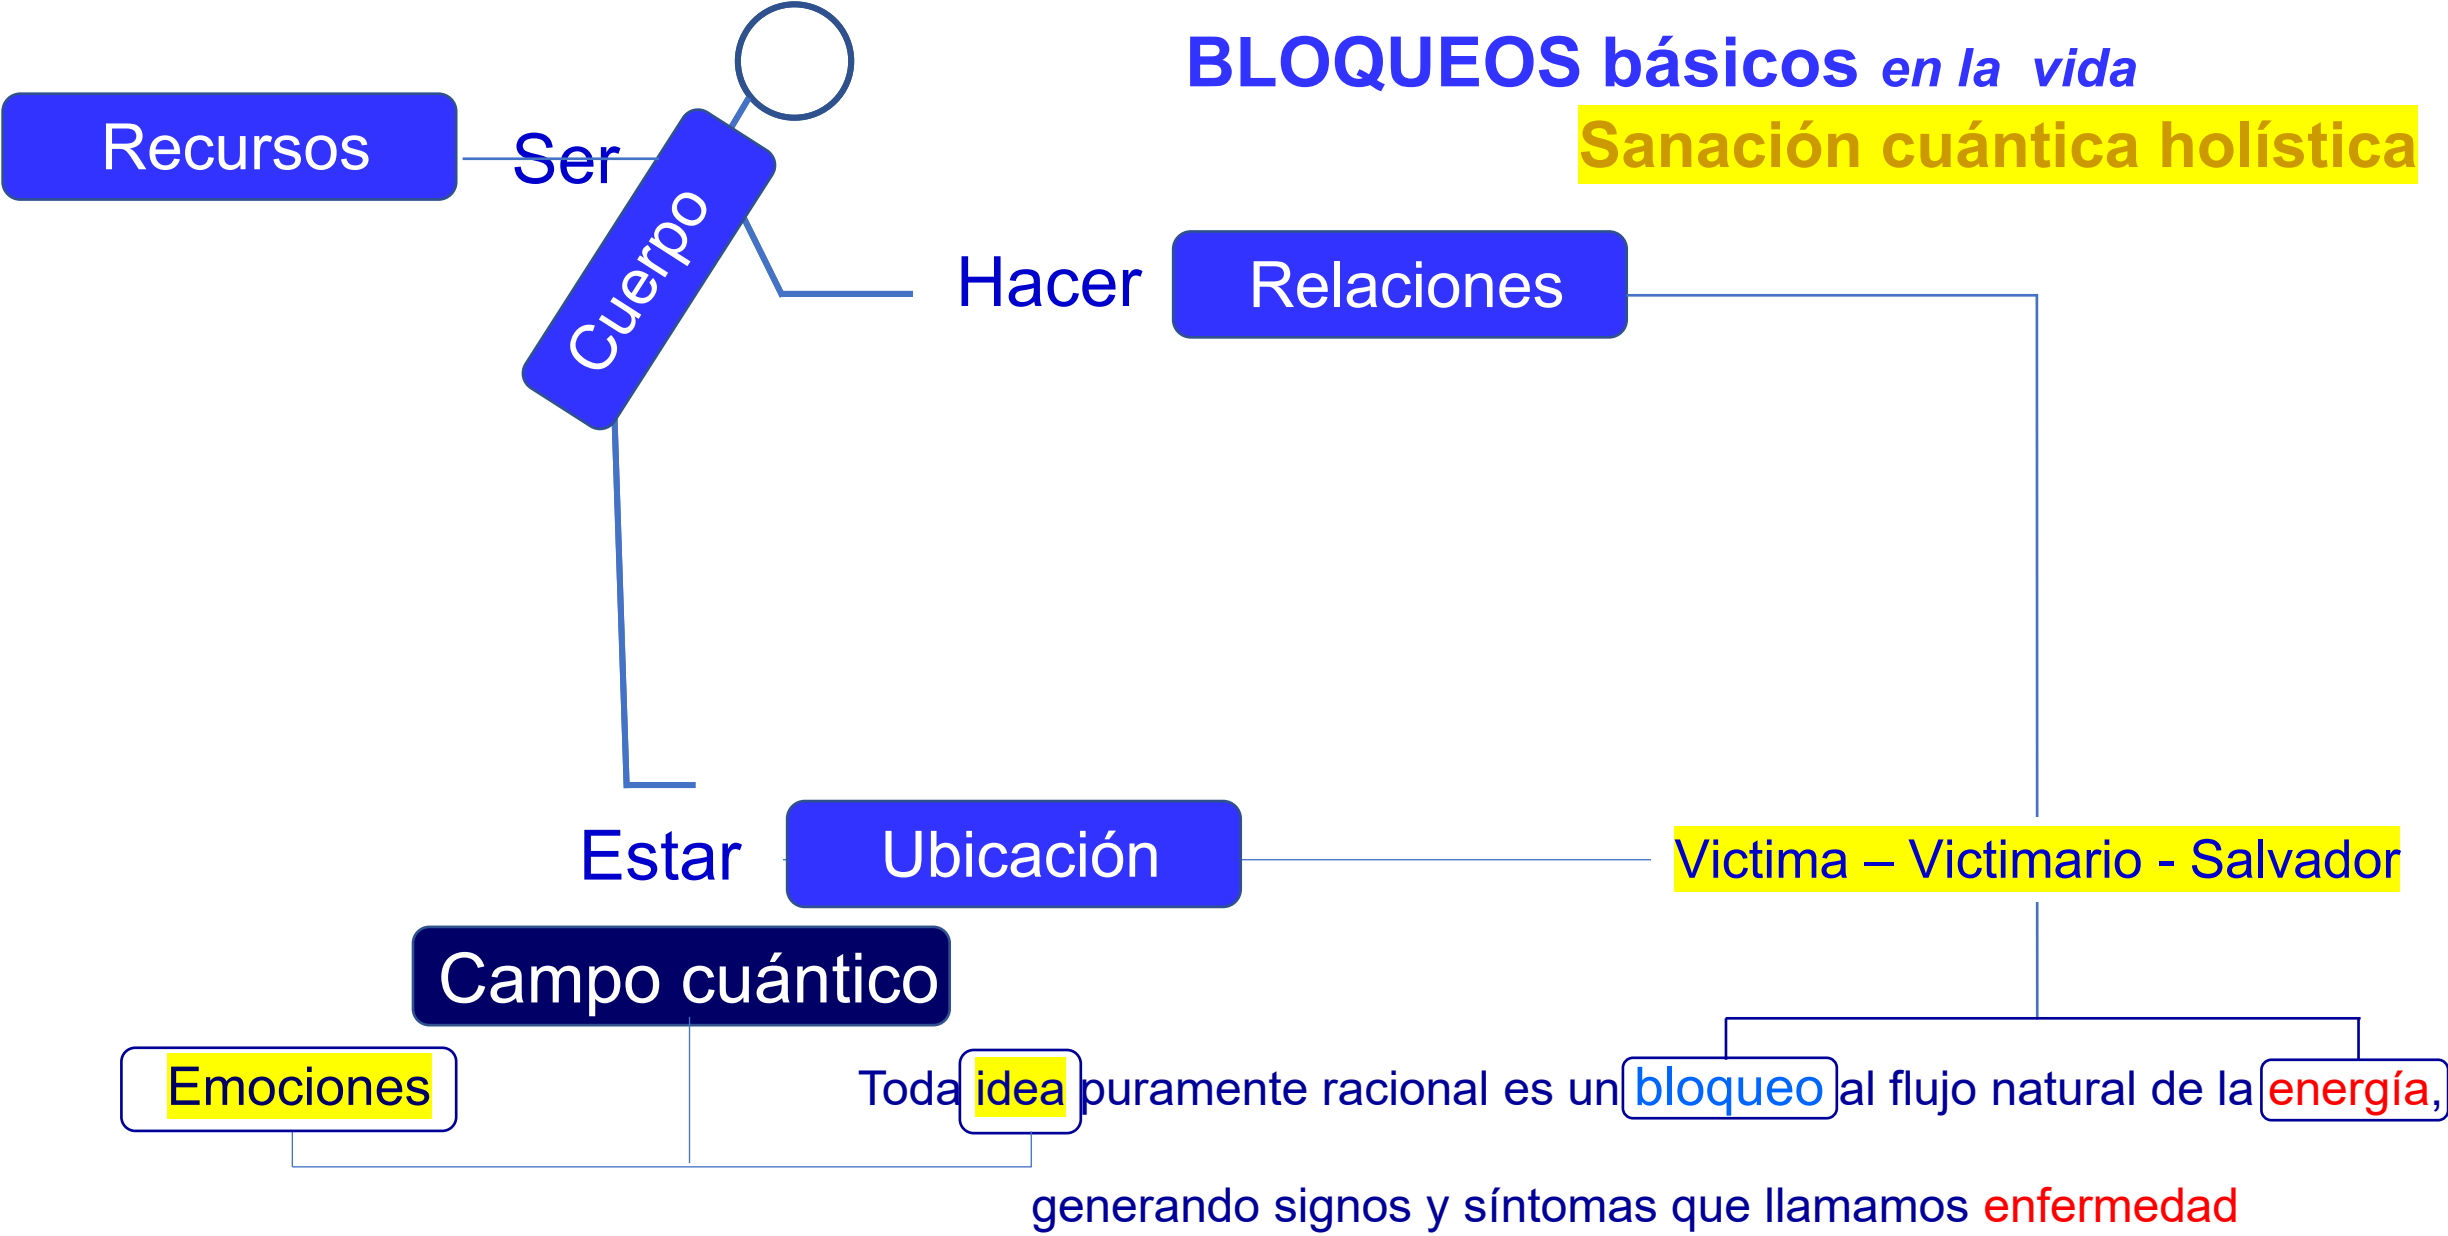 BLOQUEOS básicos en la vida
Sanación cuántica holística
Recursos
Ser
Cuerpo
Hacer
Relaciones
Estar
Ubicación
Victima – Victimario - Salvador
Campo cuántico
Emociones
Toda idea puramente racional es un bloqueo al flujo natural de la energía,
generando signos y síntomas que llamamos enfermedad